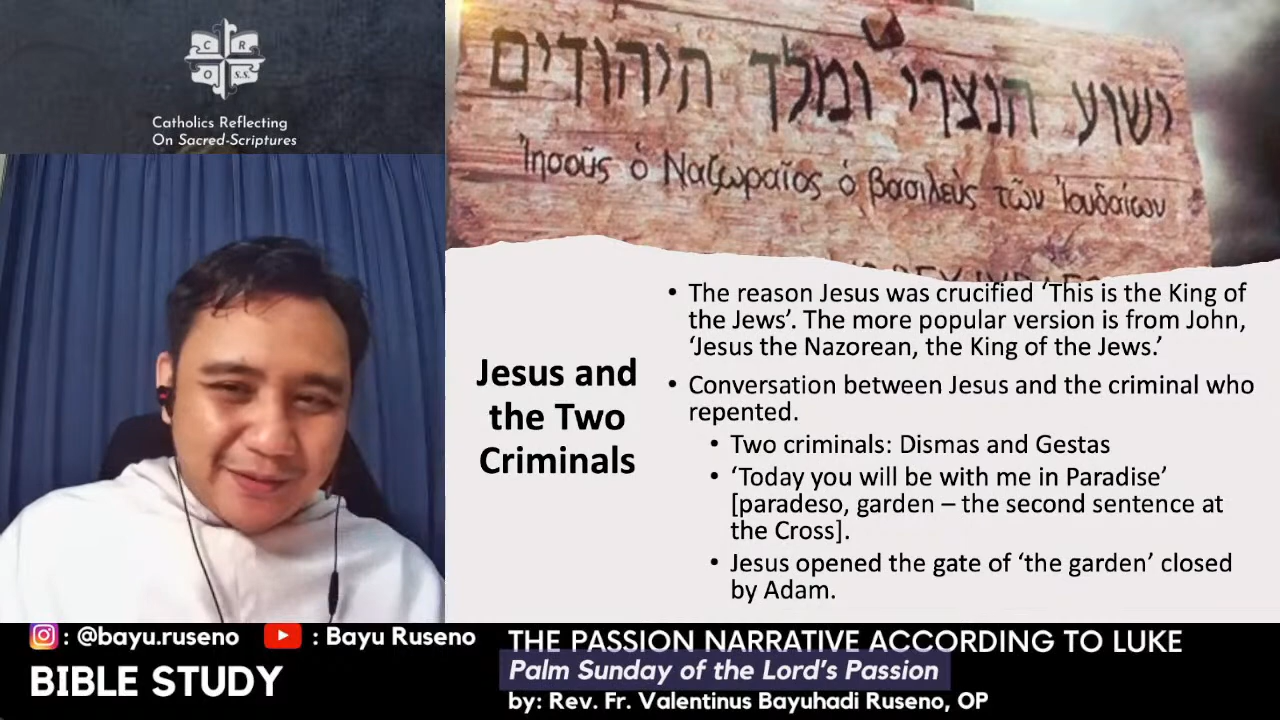 C R
O S.S.
Catholics Reflecting
On Sacred-Scriptures
ישוע הנצרי ומלך היהודים
Ἰησοῦς ὁ Ναζωραῖος ὁ βασιλεὺς τῶν Ἰουδαίων
Jesus and
the Two
Criminals
• The reason Jesus was crucified ‘This is the King of
the Jews’. The more popular version is from John,
‘Jesus the Nazorean, the King of the Jews.’
• Conversation between Jesus and the criminal who
repented.
• Two criminals: Dismas and Gestas
• ‘Today you will be with me in Paradise’
[paradeso, garden – the second sentence at
the Cross].
• Jesus opened the gate of ‘the garden’ closed
by Adam.
: @bayu.ruseno : Bayu Ruseno
BIBLE STUDY
THE PASSION NARRATIVE ACCORDING TO LUKE
Palm Sunday of the Lord’s Passion
by: Rev. Fr. Valentinus Bayuhadi Ruseno, OP